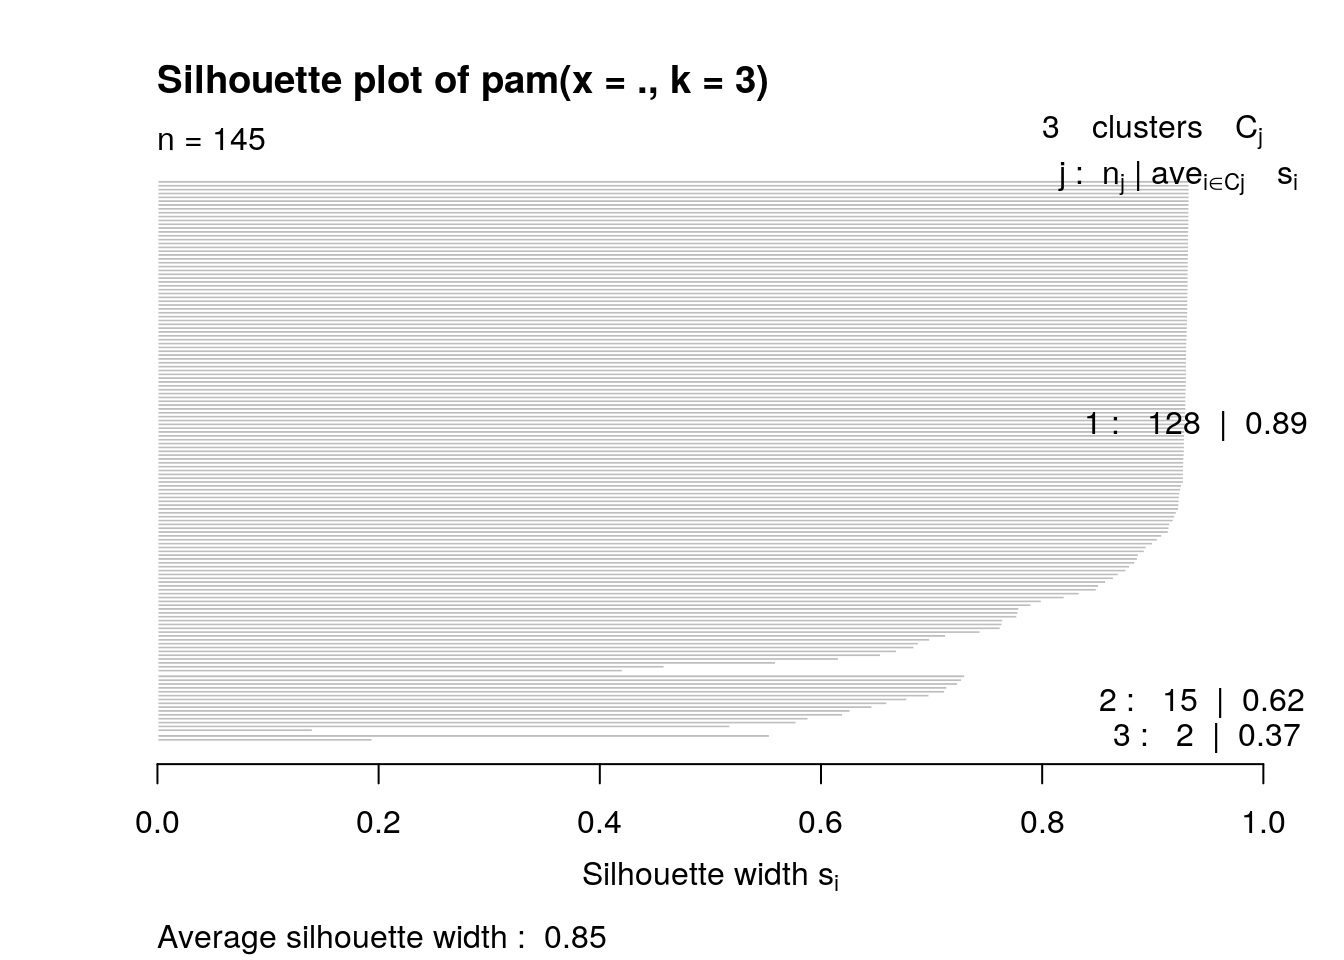 Silhouette plot of pam(x = ., k = 3)
n = 145
3 clusters Cj
j : nj | avei∈Cj si
1 : 128 | 0.89
2 : 15 | 0.62
3 : 2 | 0.37
0.0 0.2 0.4 0.6 0.8 1.0
Silhouette width si
Average silhouette width : 0.85